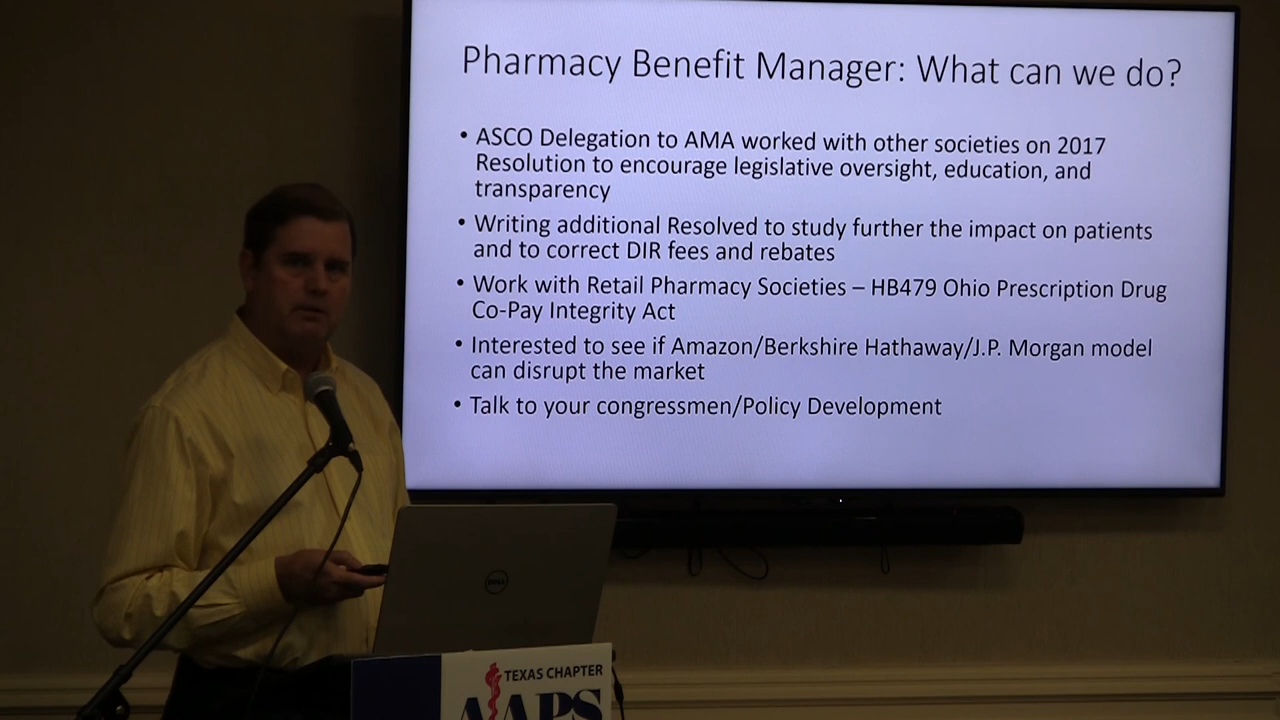 Pharmacy Benefit Manager: What can we do?
• ASCO Delegation to AMA worked with other societies on 2017
Resolution to encourage legislative oversight, education, and
transparency
• Writing additional Resolved to study further the impact on patients
and to correct DIR fees and rebates
• Work with Retail Pharmacy Societies – HB479 Ohio Prescription Drug
Co-Pay Integrity Act
• Interested to see if Amazon/Berkshire Hathaway/J.P. Morgan model
can disrupt the market
• Talk to your congressmen/Policy Development
DELL
TEXAS CHAPTER
AAPS